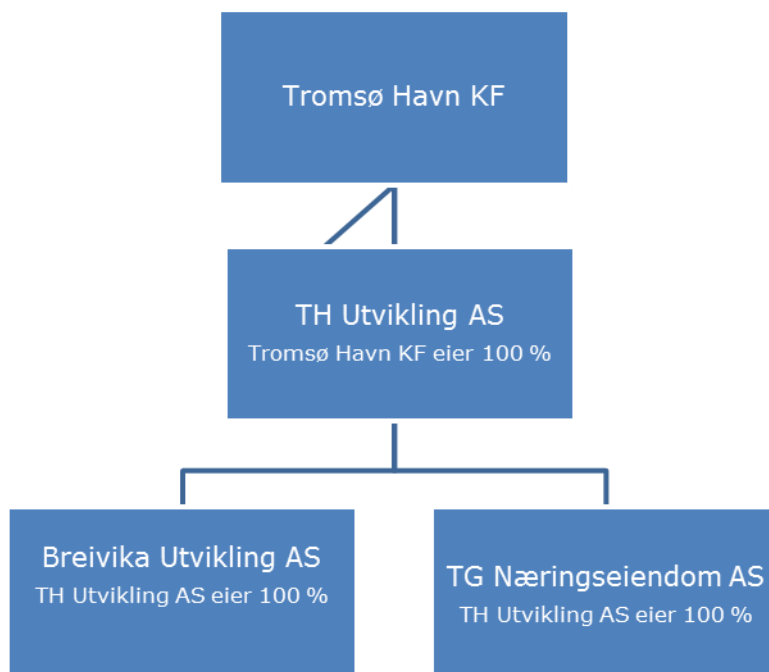 Tromsø Havn KF
TH Utvikling AS
Tromsø Havn KF eier 100 %
Breivika Utvikling AS
TH Utvikling AS eier 100 %
TG Næringseiendom AS
TH Utvikling AS eier 100 %